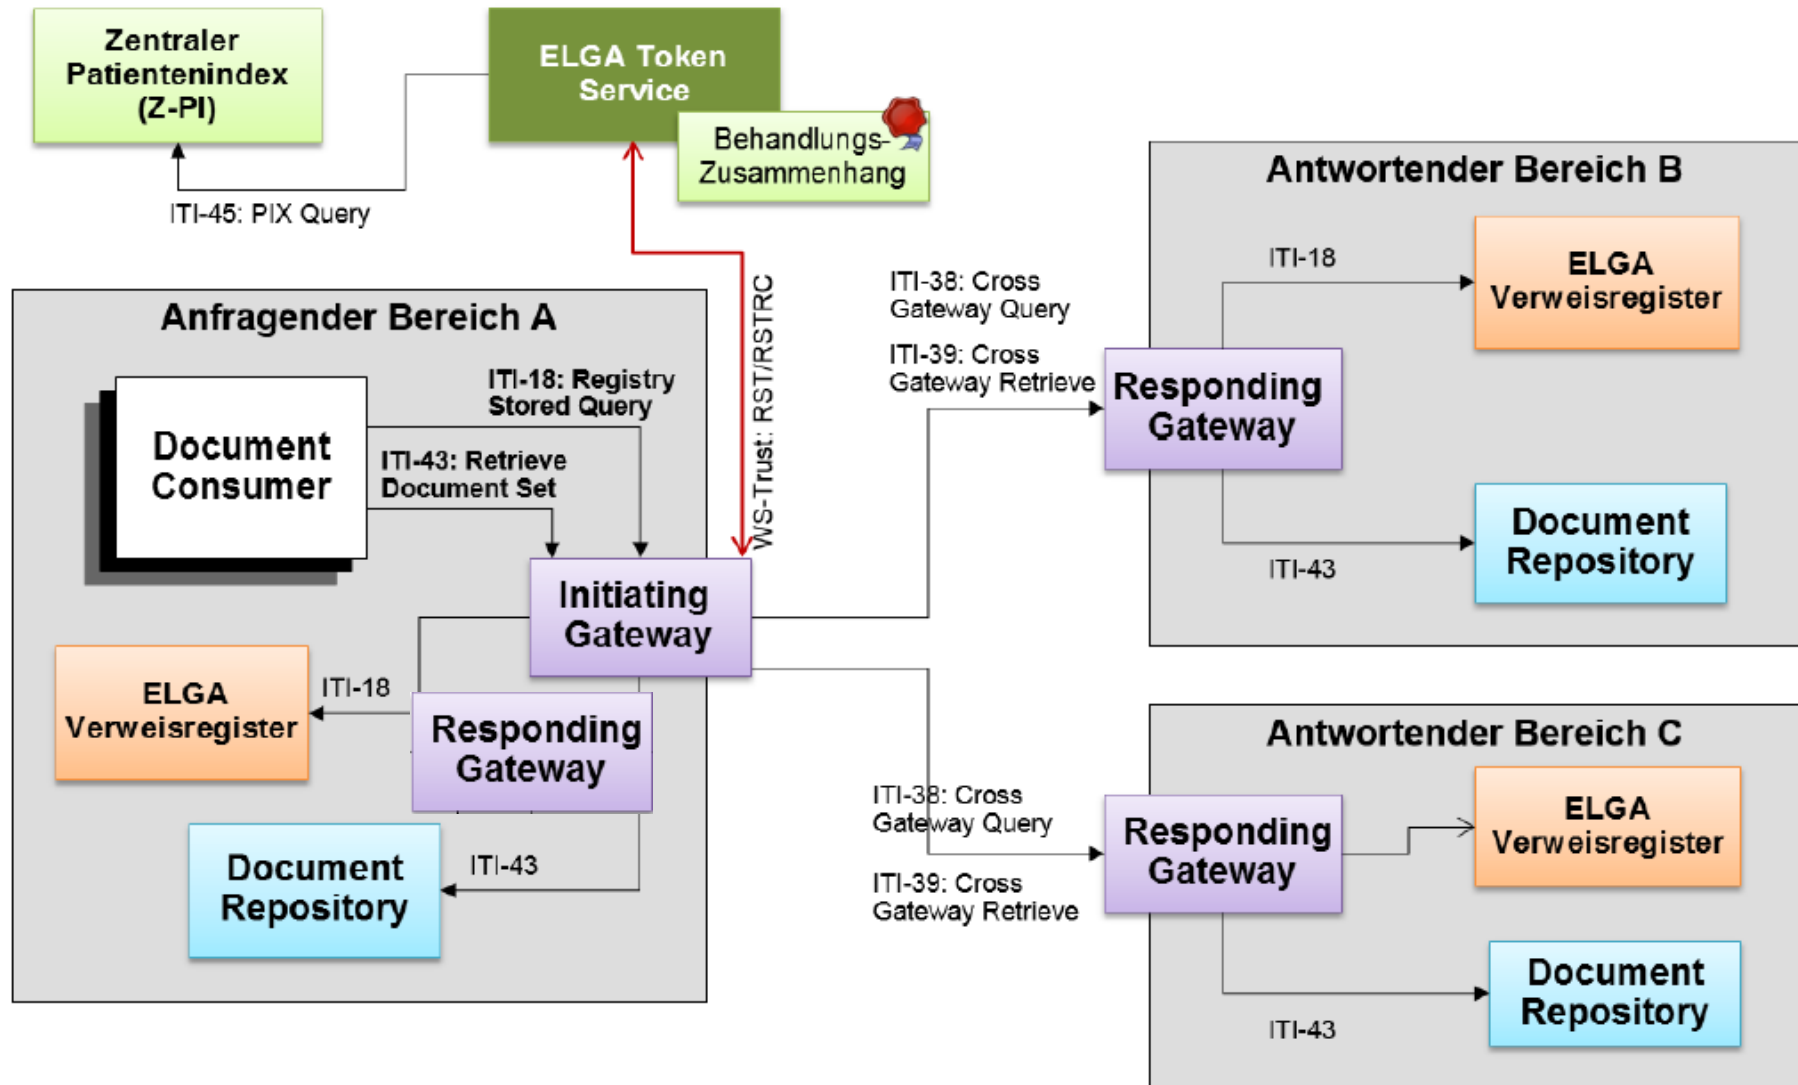 Zentraler
Patientenindex
(Z-PI)
ELGA Token
Service
Behandlungs-
Zusammenhang
ITI-45: PIX Query
WS-Trust: RST/RSTRC
Anfragender Bereich A
Document
Consumer
ITI-18: Registry
Stored Query
ITI-43: Retrieve
Document Set
Initiating
Gateway
ELGA
Verweisregister
ITI-18
Responding
Gateway
Document
Repository
ITI-43
ITI-38: Cross
Gateway Query
ITI-39: Cross
Gateway Retrieve
Antwortender Bereich B
Responding
Gateway
ITI-18
ELGA
Verweisregister
ITI-43
Document
Repository
ITI-38: Cross
Gateway Query
ITI-39: Cross
Gateway Retrieve
Antwortender Bereich C
Responding
Gateway
ELGA
Verweisregister
ITI-43
Document
Repository